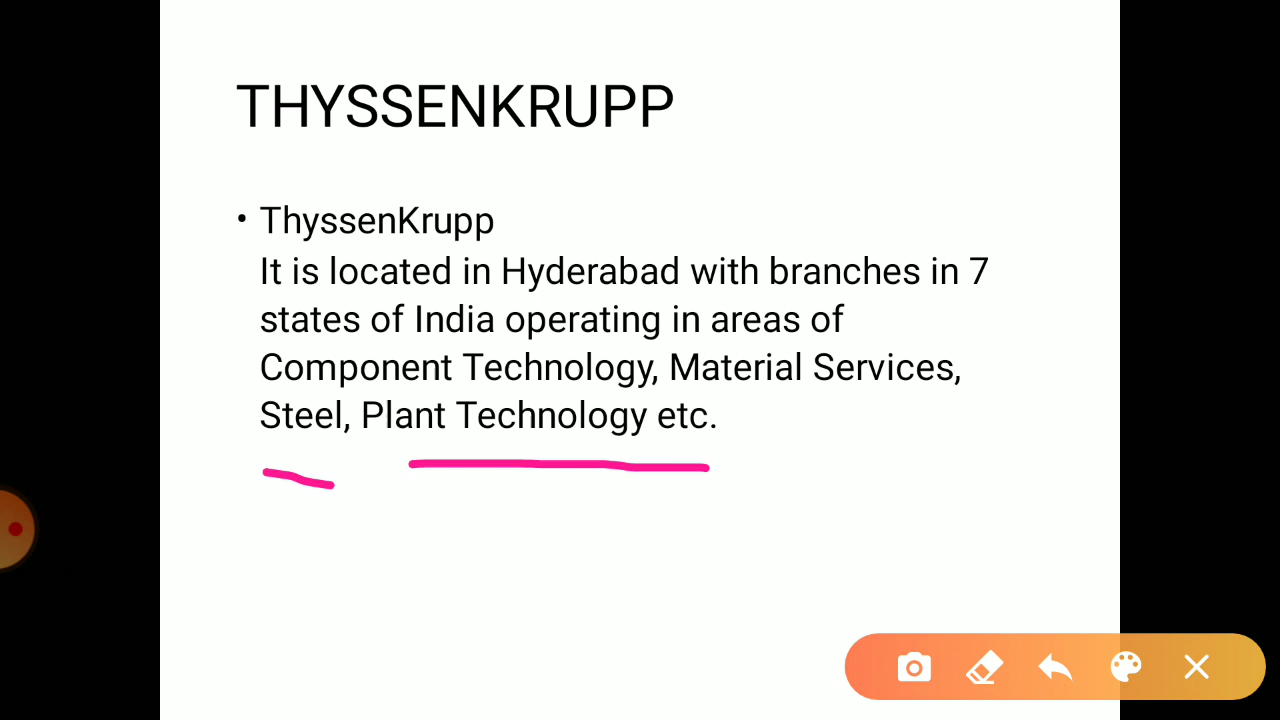 THYSSENKRUPP
• ThyssenKrupp
It is located in Hyderabad with branches in 7
states of India operating in areas of
Component Technology, Material Services,
Steel, Plant Technology etc.